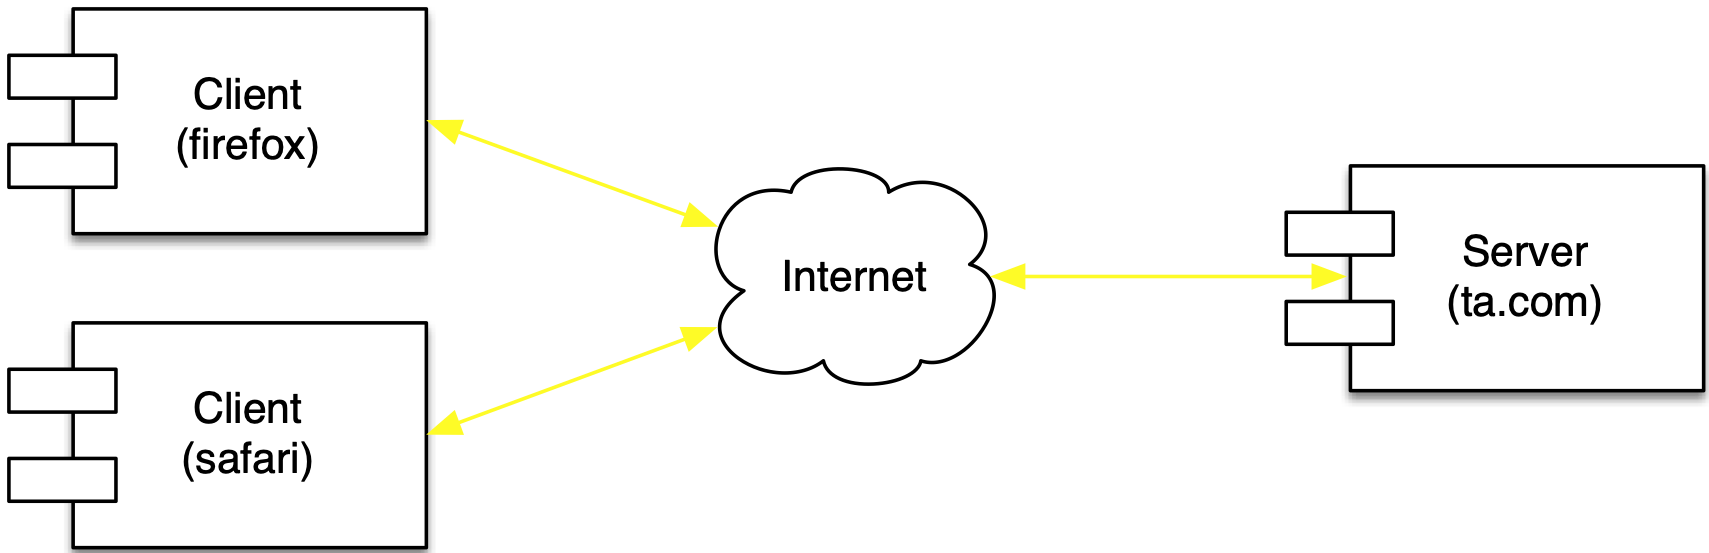 Client
(firefox)
Internet
Server
(ta.com)
Client
(safari)